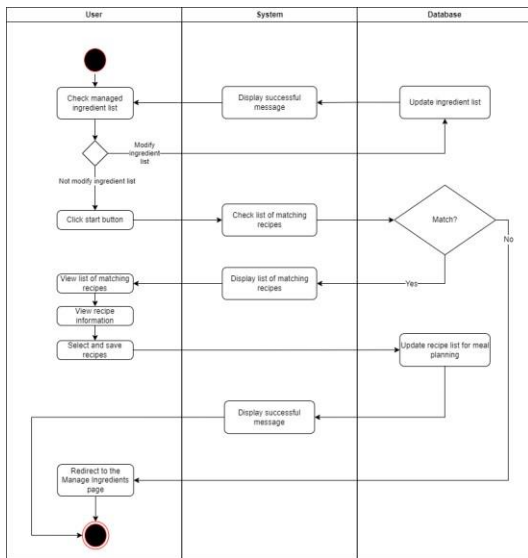 User
System
Database
Check managed
ingredient list
Display successful
message
Update ingredient list
Modify
ingredient
list
Not modify ingredient list
Click start button
Check list of matching
recipes
Match?
No
Yes
View list of matching
recipes
Display list of matching
recipes
View recipe
information
Select and save
recipes
Update recipe list for meal
planning
Display successful
message
Redirect to the
Manage Ingredients
page